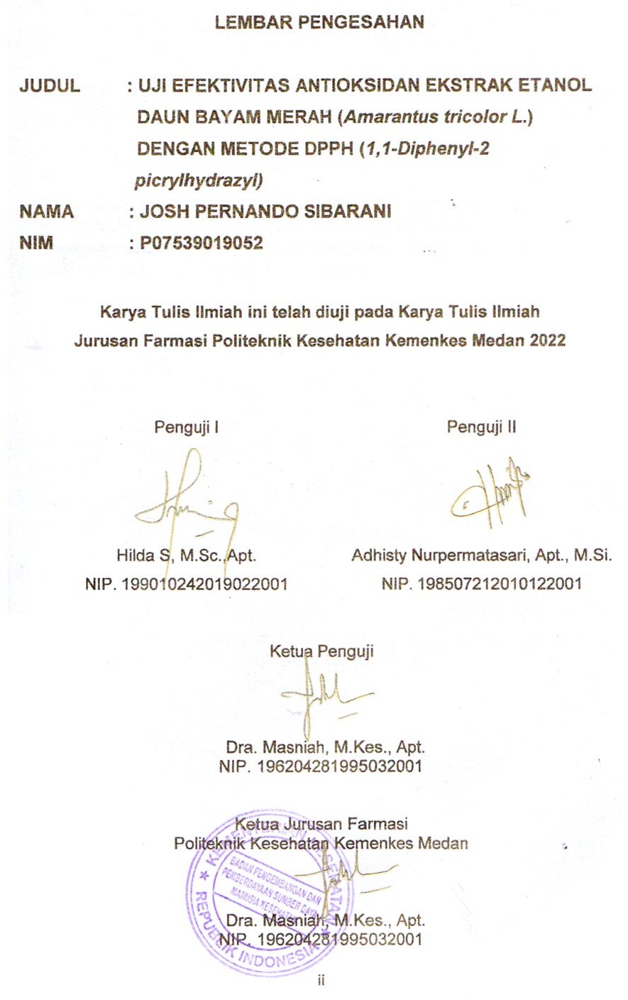 LEMBAR PENGESAHAN
JUDUL : UJI EFEKTIVITAS ANTIOKSIDAN EKSTRAK ETANOL
DAUN BAYAM MERAH (Amarantus tricolor L.)
DENGAN METODE DPPH (1,1-Diphenyl-2
picrylhydrazyl)
NAMA : JOSH PERNANDO SIBARANI
NIM : P07539019052
Karya Tulis Ilmiah ini telah diuji pada Karya Tulis Ilmiah
Jurusan Farmasi Politeknik Kesehatan Kemenkes Medan 2022
Penguji I Penguji II
Hilda S, M.Sc.,Apt. Adhisty Nurpermatasari, Apt., M.Si.
NIP. 199010242019022001 NIP. 198507212010122001
Ketua Penguji
Dra. Masniah, M.Kes., Apt.
NIP. 196204281995032001
Ketua Jurusan Farmasi
Politeknik Kesehatan Kemenkes Medan
KEMENTERIAN KESEHATAN
BADAN PENGEMBANGAN DAN
PEMBERDAYAAN SUMBER DAYA
MANUSIA KESEHATAN
REPUBLIK INDONESIA
Dra. Masniah, M.Kes., Apt.
NIP. 196204281995032001
ii